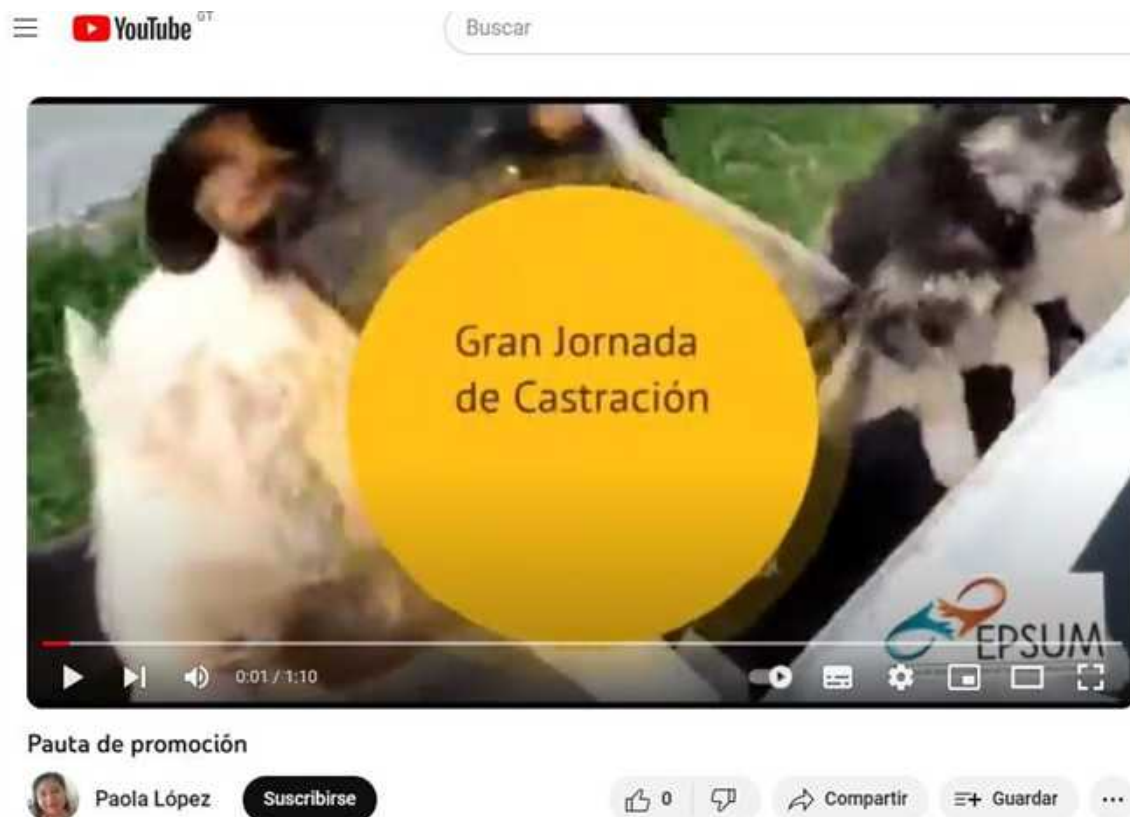 YouTube GT
Buscar
Gran Jornada
de Castración
EPSUM
0:01 / 1:10
Pauta de promoción
Paola López
Suscribirse
0
Compartir
Guardar